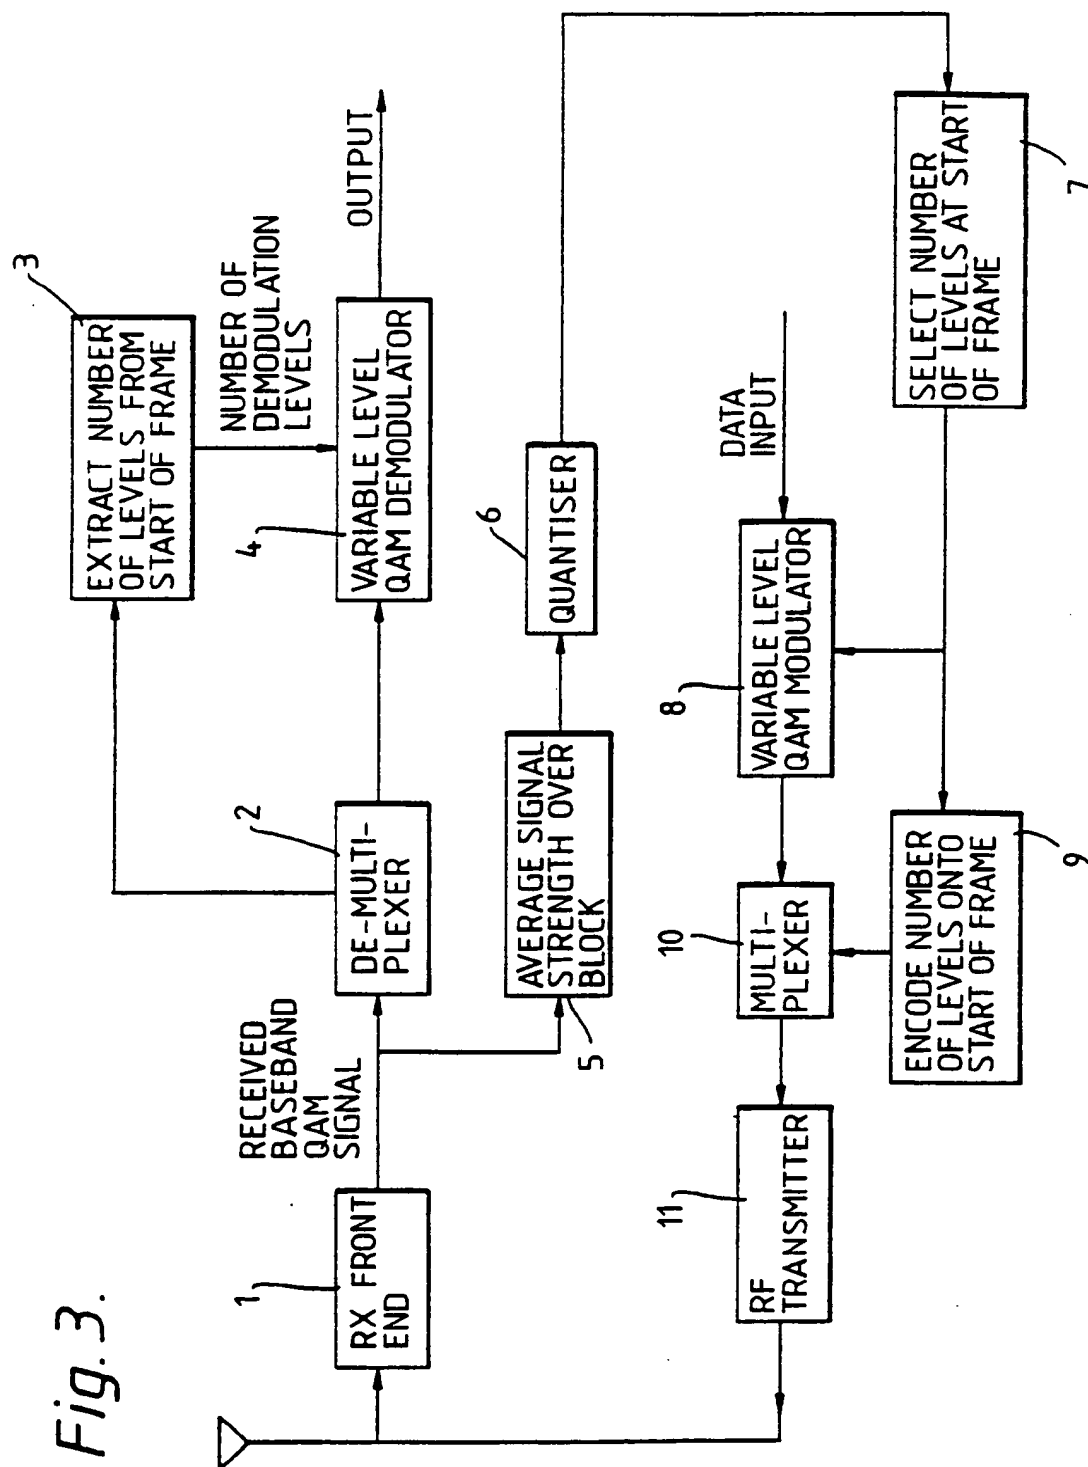 Fig. 3.
1
RX FRONT
END
RECEIVED
BASEBAND
QAM
SIGNAL
2
DE-MULTI-
PLEXER
3
EXTRACT NUMBER
OF LEVELS FROM
START OF FRAME
NUMBER OF
DEMODULATION
LEVELS
4
VARIABLE LEVEL
QAM DEMODULATOR
OUTPUT
5
AVERAGE SIGNAL
STRENGTH OVER
BLOCK
6
QUANTISER
7
SELECT NUMBER
OF LEVELS AT START
OF FRAME
DATA
INPUT
8
VARIABLE LEVEL
QAM MODULATOR
9
ENCODE NUMBER
OF LEVELS ONTO
START OF FRAME
10
MULTI-
PLEXER
11
RF
TRANSMITTER